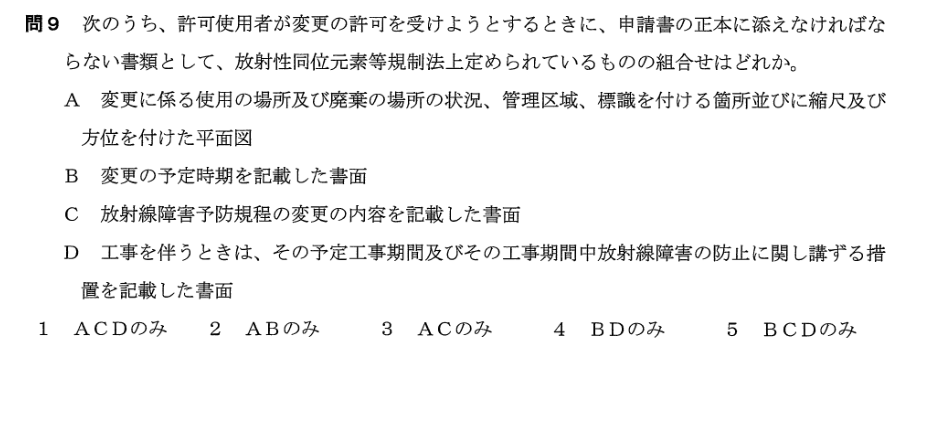 問9　次のうち、許可使用者が変更の許可を受けようとするときに、申請書の正本に添えなければな
らない書類として、放射性同位元素等規制法上定められているものの組合せはどれか。
A　変更に係る使用の場所及び廃棄の場所の状況、管理区域、標識を付ける箇所並びに縮尺及び
方位を付けた平面図
B　変更の予定時期を記載した書面
C　放射線障害予防規程の変更の内容を記載した書面
D　工事を伴うときは、その予定工事期間及びその工事期間中放射線障害の防止に関し講ずる措
置を記載した書面
1　ACDのみ　2　ABのみ　3　ACのみ　4　BDのみ　5　BCDのみ